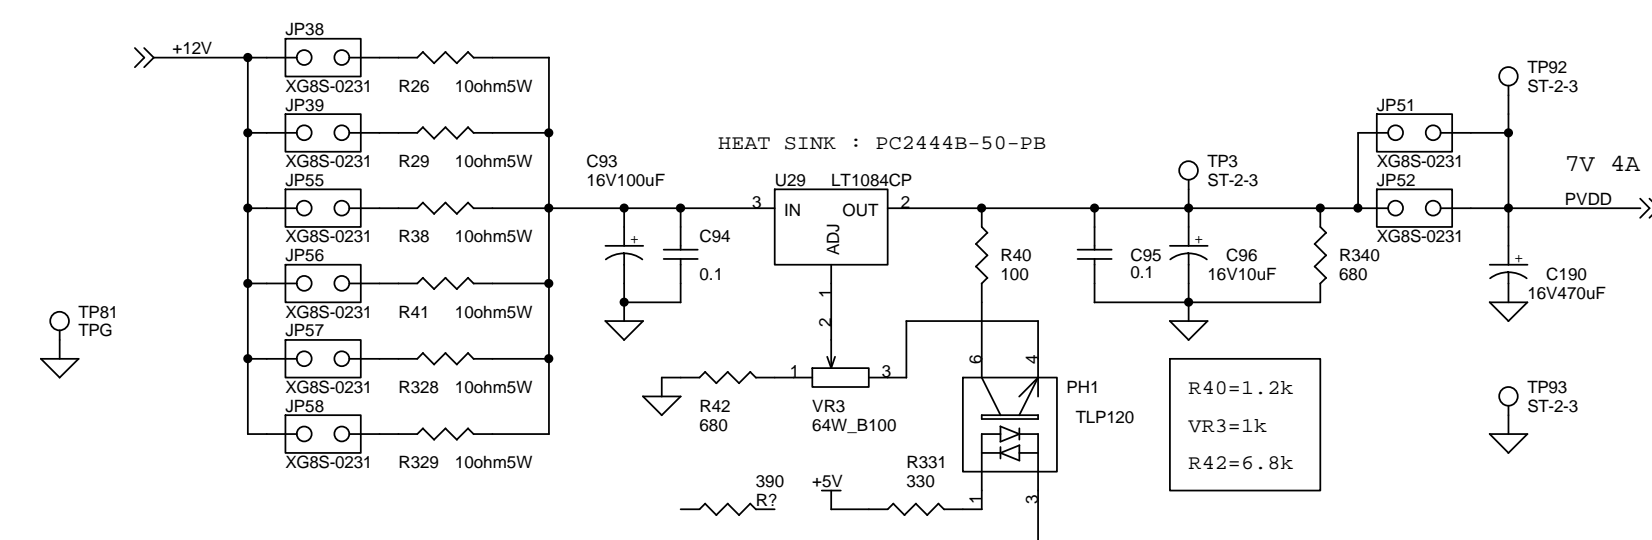 JP38
+12V
XG8S-0231 R26 10ohm5W
JP39
XG8S-0231 R29 10ohm5W
JP55
XG8S-0231 R38 10ohm5W
JP56
XG8S-0231 R41 10ohm5W
JP57
XG8S-0231 R328 10ohm5W
JP58
XG8S-0231 R329 10ohm5W
TP81
TPG
C93
16V100uF
C94
0.1
HEAT SINK : PC2444B-50-PB
U29 LT1084CP
3 IN OUT 2
ADJ
1
2
1 3
R42
680
VR3
64W_B100
390
R?
+5V
R331
330
R40
100
6 4
PH1
TLP120
1 3
C95
0.1
TP3
ST-2-3
+
C96
16V10uF
R340
680
R40=1.2k
VR3=1k
R42=6.8k
JP51
XG8S-0231
JP52
XG8S-0231
TP92
ST-2-3
7V 4A
PVDD
+
C190
16V470uF
TP93
ST-2-3
+